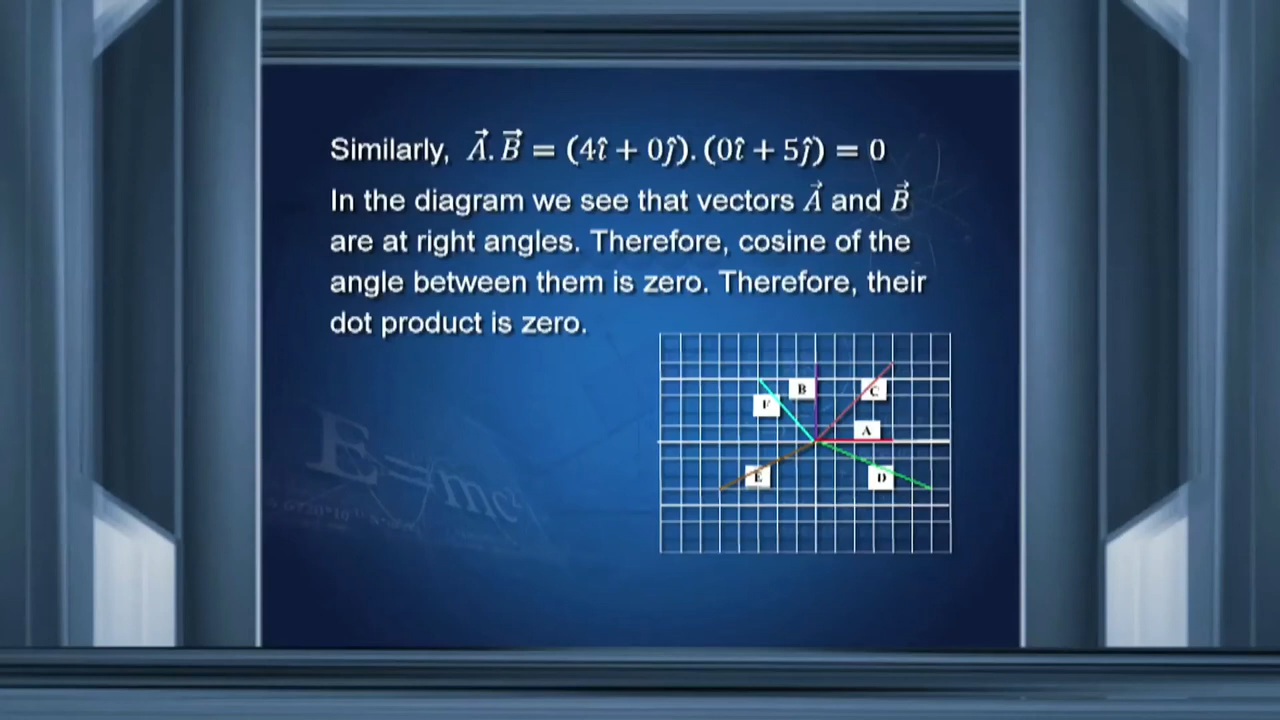 Similarly, A⃗.B⃗ = (4î + 0ĵ).(0î + 5ĵ) = 0
In the diagram we see that vectors A⃗ and B⃗
are at right angles. Therefore, cosine of the
angle between them is zero. Therefore, their
dot product is zero.
B
C
F
A
E
D
E=mc²